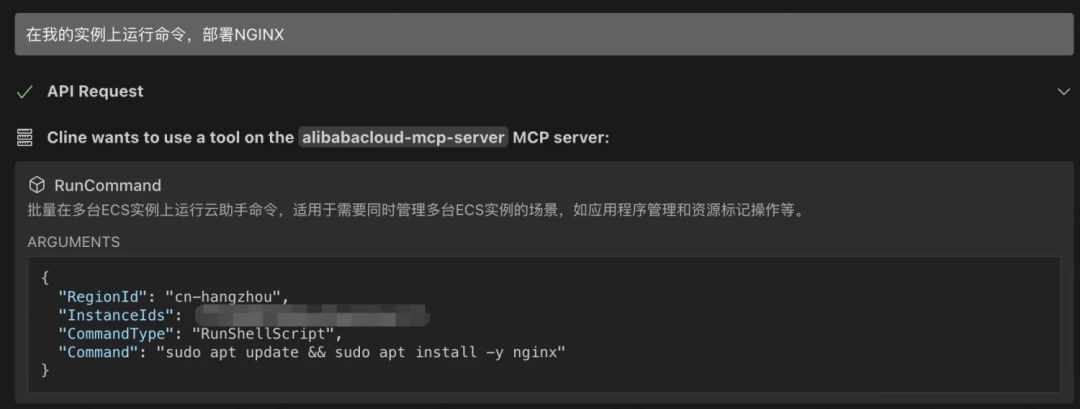 在我的实例上运行命令，部署NGINX
API Request
Cline wants to use a tool on the alibabacloud-mcp-server MCP server:
RunCommand
批量在多台ECS实例上运行云助手命令，适用于需要同时管理多台ECS实例的场景，如应用程序管理和资源标记操作等。
ARGUMENTS
{
"RegionId": "cn-hangzhou",
"InstanceIds":
"CommandType": "RunShellScript",
"Command": "sudo apt update && sudo apt install -y nginx"
}